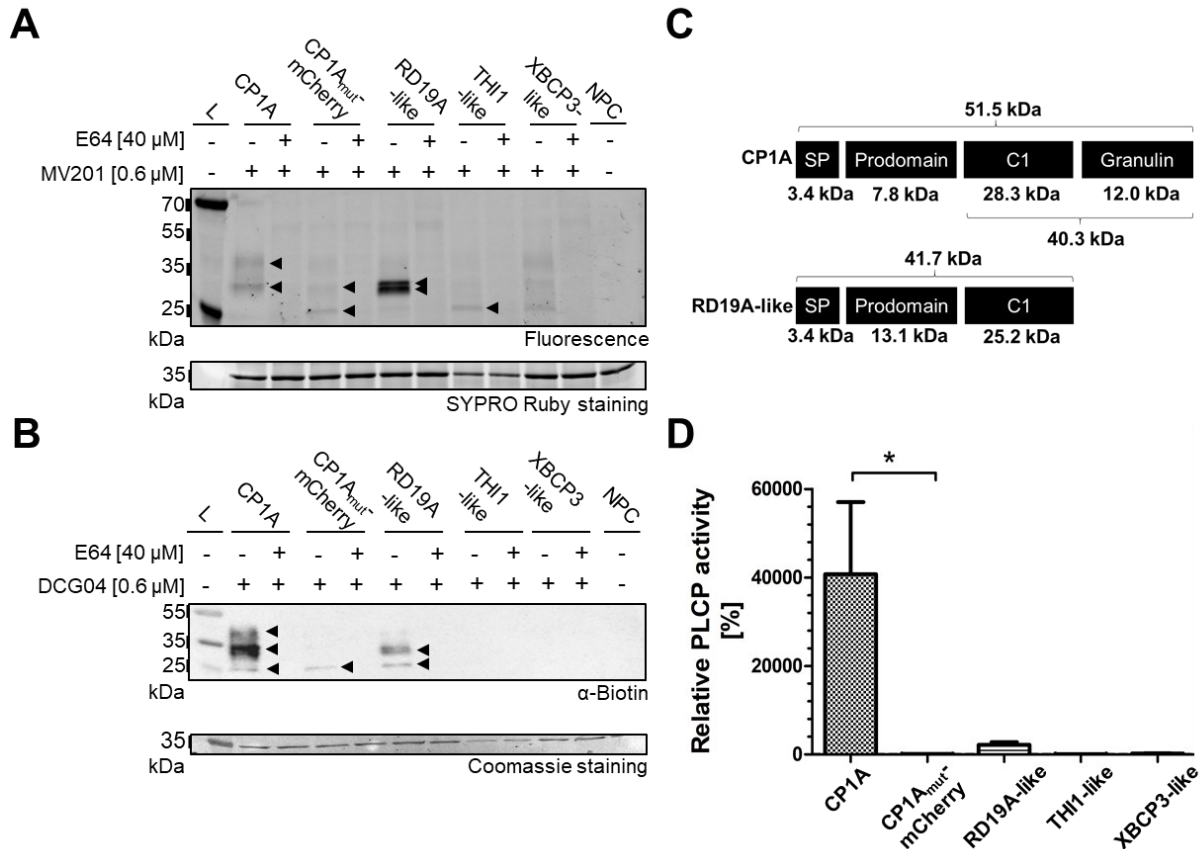 A
L CP1A CP1Amut- mCherry RD19A -like THI1 -like XBCP3- like NPC
E64 [40 µM] - - + - + - + - + - + -
MV201 [0.6 µM] - + + + + + + + + + + -
70
55
35
25
kDa
Fluorescence
35
kDa
SYPRO Ruby staining
B
L CP1A CP1Amut- mCherry RD19A -like THI1 -like XBCP3 -like NPC
E64 [40 µM] - - + - + - + - + - + -
DCG04 [0.6 µM] - + + + + + + + + + + -
55
35
25
kDa
α-Biotin
35
kDa
Coomassie staining
C
51.5 kDa
CP1A SP Prodomain C1 Granulin
3.4 kDa 7.8 kDa 28.3 kDa 12.0 kDa
40.3 kDa
41.7 kDa
RD19A-like SP Prodomain C1
3.4 kDa 13.1 kDa 25.2 kDa
D
*
Relative PLCP activity
[%]
60000
40000
20000
0
CP1A CP1Amut- mCherry RD19A-like THI1-like XBCP3-like